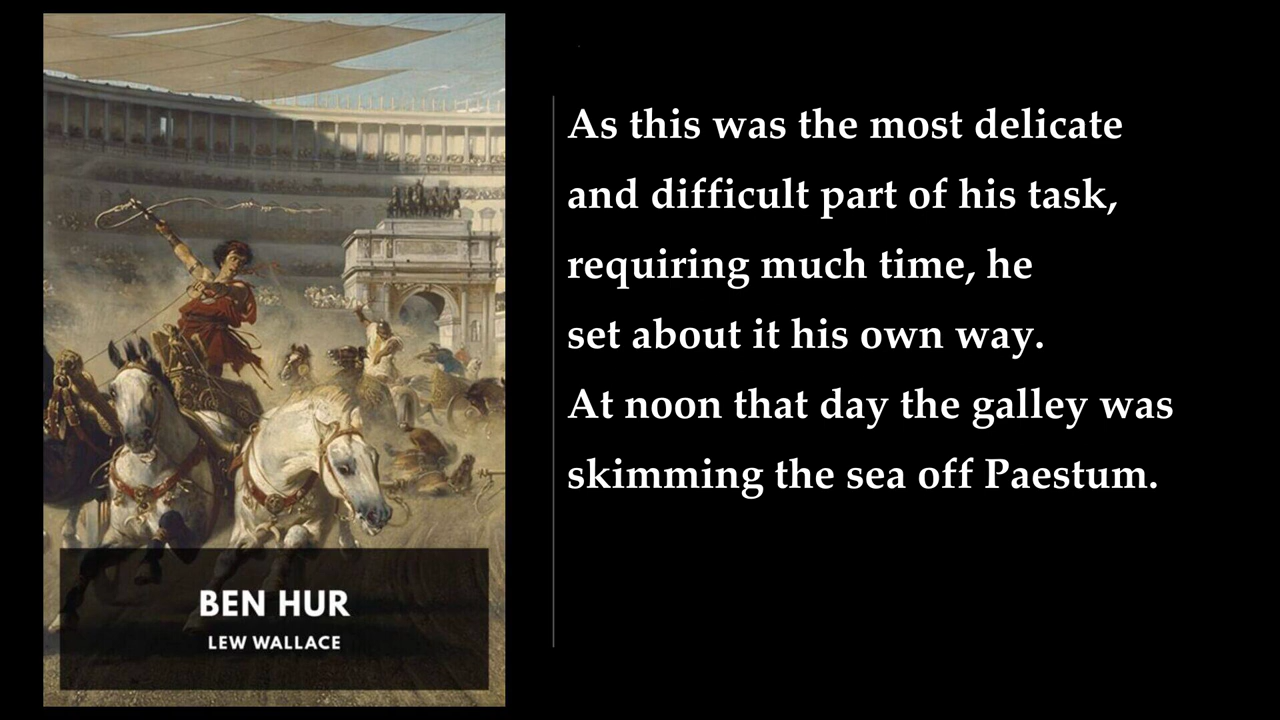 As this was the most delicate
and difficult part of his task,
requiring much time, he
set about it his own way.
At noon that day the galley was
skimming the sea off Paestum.
BEN HUR
LEW WALLACE